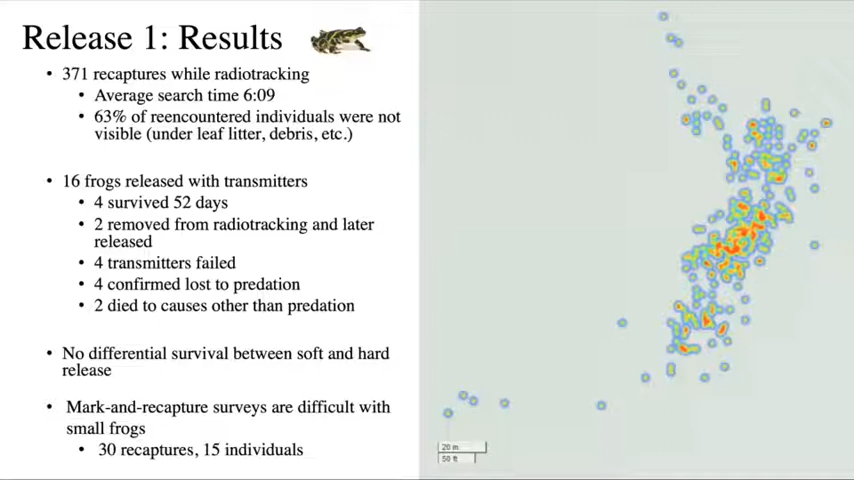 Release 1: Results
• 371 recaptures while radiotracking
• Average search time 6:09
• 63% of reencountered individuals were not
visible (under leaf litter, debris, etc.)
• 16 frogs released with transmitters
• 4 survived 52 days
• 2 removed from radiotracking and later
released
• 4 transmitters failed
• 4 confirmed lost to predation
• 2 died to causes other than predation
• No differential survival between soft and hard
release
• Mark-and-recapture surveys are difficult with
small frogs
• 30 recaptures, 15 individuals
20 m
50 ft